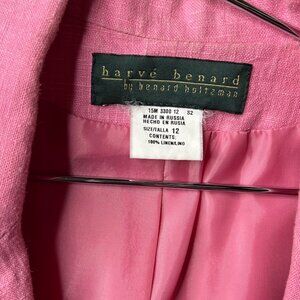 harvé benard
by benard holtzman
15M 3300 12 S2
MADE IN RUSSIA
HECHO EN RUSIA
SIZE/TALLA 12
CONTENTS:
100% LINEN/LINO